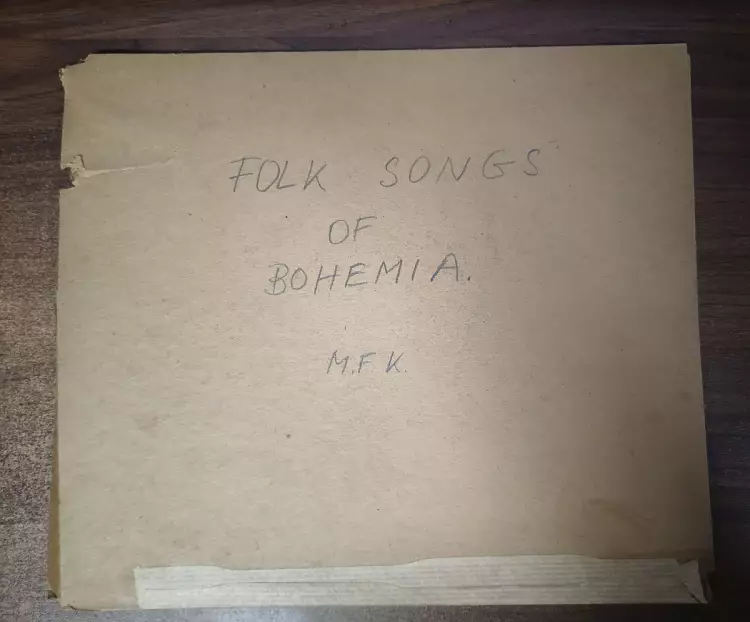 FOLK SONGS
OF
BOHEMIA.
M.F K.